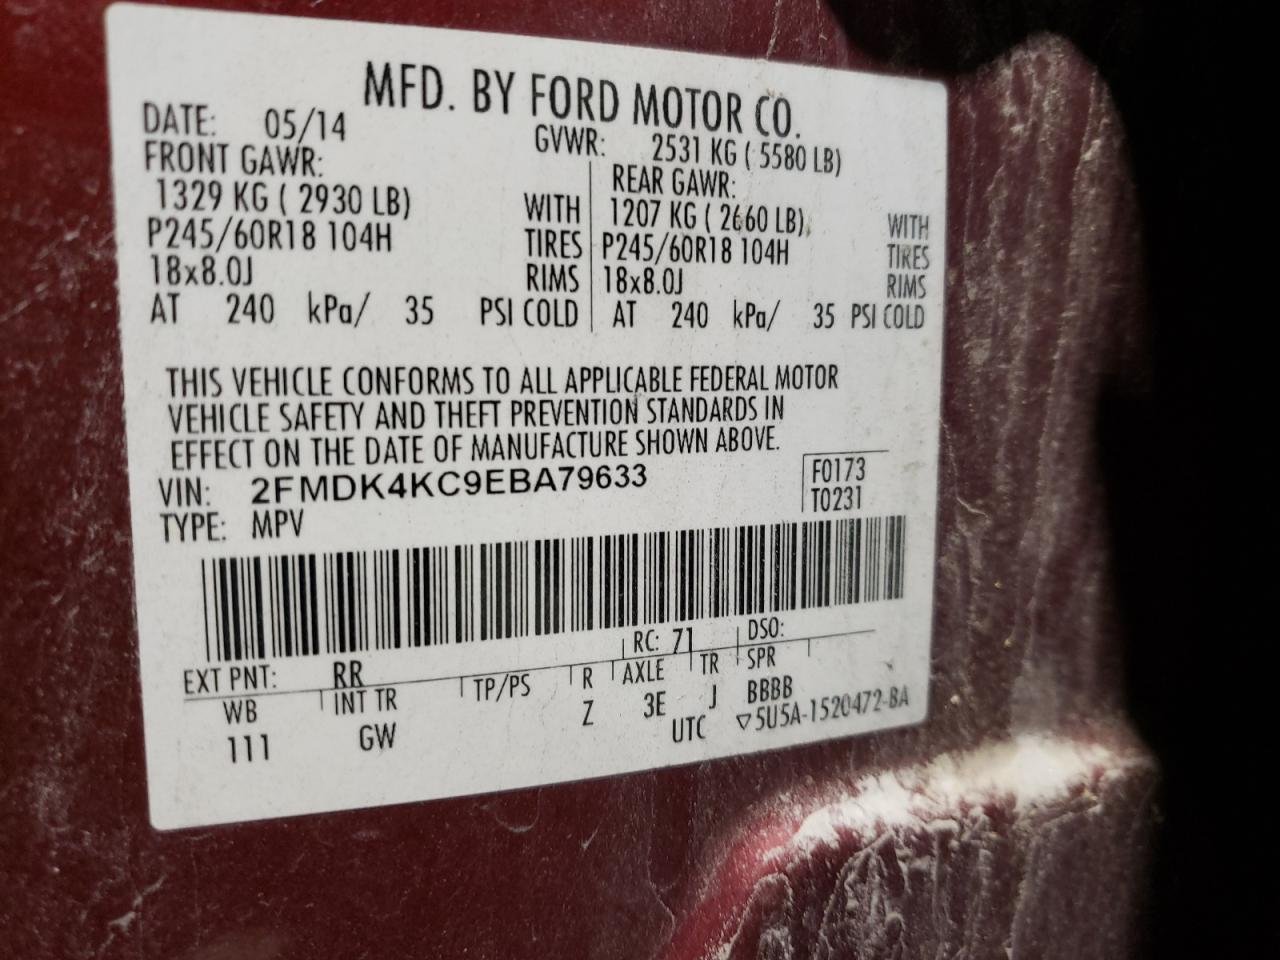 MFD. BY FORD MOTOR CO.
DATE: 05/14 GVWR: 2531 KG ( 5580 LB)
FRONT GAWR: REAR GAWR:
1329 KG ( 2930 LB) WITH 1207 KG ( 2660 LB) WITH
P245/60R18 104H TIRES P245/60R18 104H TIRES
18x8.0J RIMS 18x8.0J RIMS
AT 240 kPa/ 35 PSI COLD AT 240 kPa/ 35 PSI COLD
THIS VEHICLE CONFORMS TO ALL APPLICABLE FEDERAL MOTOR
VEHICLE SAFETY AND THEFT PREVENTION STANDARDS IN
EFFECT ON THE DATE OF MANUFACTURE SHOWN ABOVE.
VIN: 2FMDK4KC9EBA79633 F0173
TYPE: MPV T0231
EXT PNT: RR RC: 71 DSO:
WB INT TR TP/PS R AXLE TR SPR
111 GW Z 3E J BBBB
UTC ▽5U5A-1520472-BA